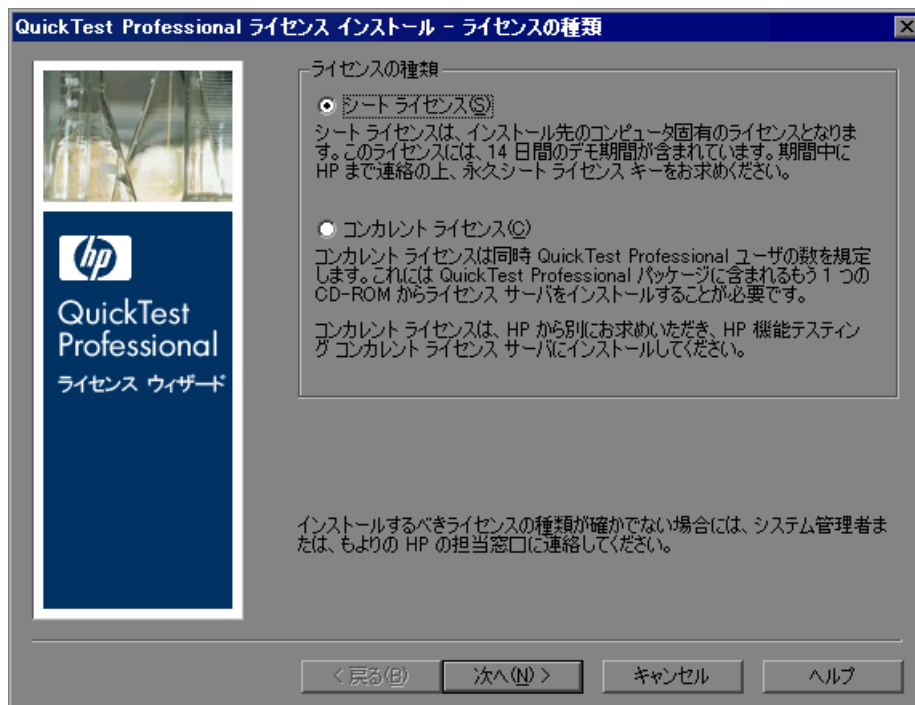 QuickTest Professional ライセンス インストール - ライセンスの種類
ライセンスの種類
シート ライセンス(S)
シート ライセンスは、インストール先のコンピュータ固有のライセンスとなりま
す。このライセンスには、14 日間のデモ期間が含まれています。期間中に
HP まで連絡の上、永久シート ライセンス キーをお求めください。
コンカレント ライセンス(C)
コンカレント ライセンスは同時 QuickTest Professional ユーザの数を規定
します。これには QuickTest Professional パッケージに含まれるもう 1 つの
CD-ROM からライセンス サーバをインストールすることが必要です。
コンカレント ライセンスは、HP から別にお求めいただき、HP 機能テスティン
グ コンカレント ライセンス サーバにインストールしてください。
hp
QuickTest
Professional
ライセンス ウィザード
インストールするべきライセンスの種類が確かでない場合には、システム管理者ま
たは、もよりの HP の担当窓口に連絡してください。
< 戻る(B)
次へ(N) >
キャンセル
ヘルプ